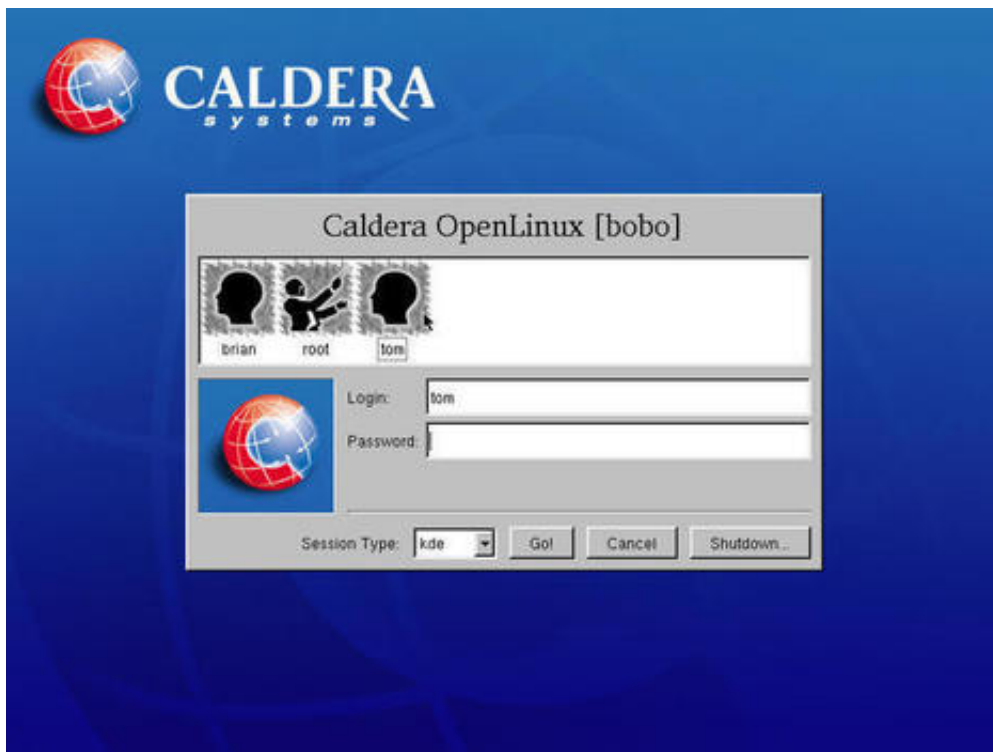 CALDERA
systems
Caldera OpenLinux [bobo]
brian root tom
Login: tom
Password:
Session Type: kde Go! Cancel Shutdown...